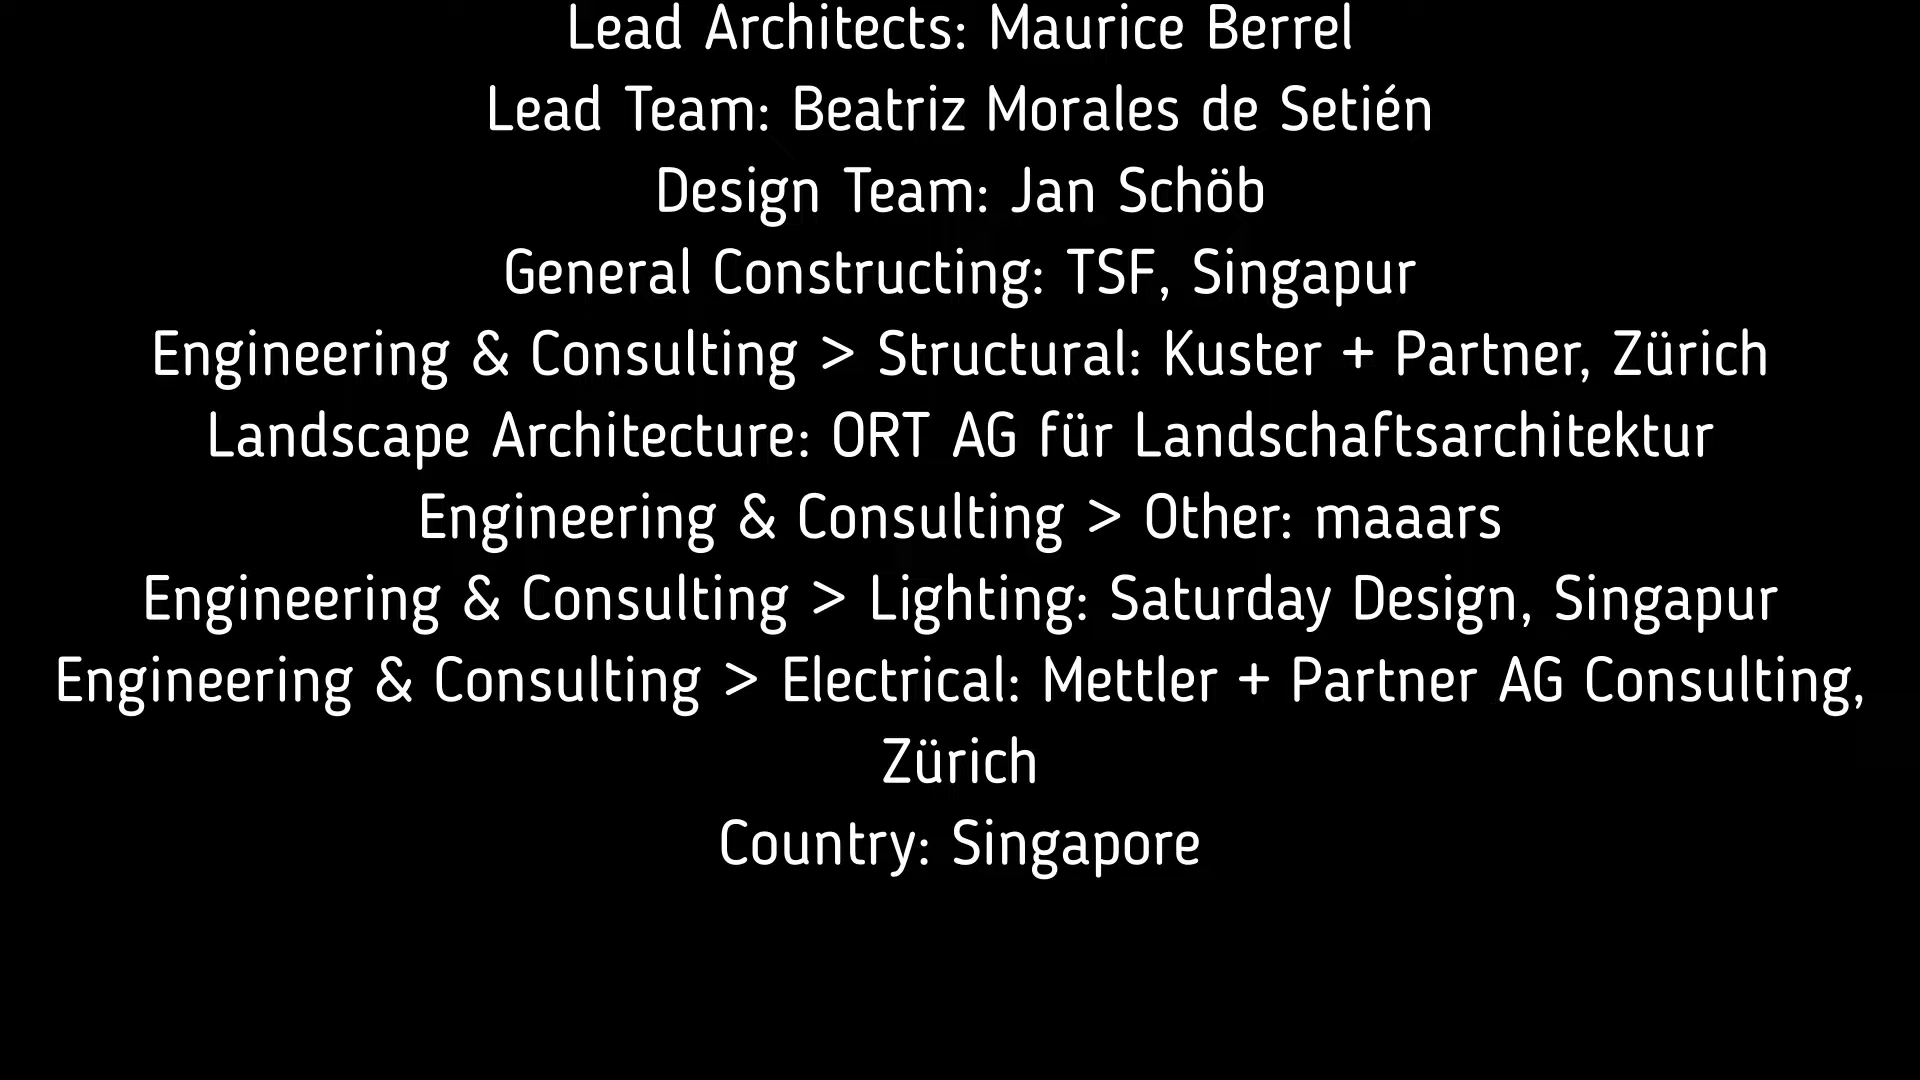 Lead Architects: Maurice Berrel
Lead Team: Beatriz Morales de Setién
Design Team: Jan Schöb
General Constructing: TSF, Singapur
Engineering & Consulting > Structural: Kuster + Partner, Zürich
Landscape Architecture: ORT AG für Landschaftsarchitektur
Engineering & Consulting > Other: maaars
Engineering & Consulting > Lighting: Saturday Design, Singapur
Engineering & Consulting > Electrical: Mettler + Partner AG Consulting,
Zürich
Country: Singapore